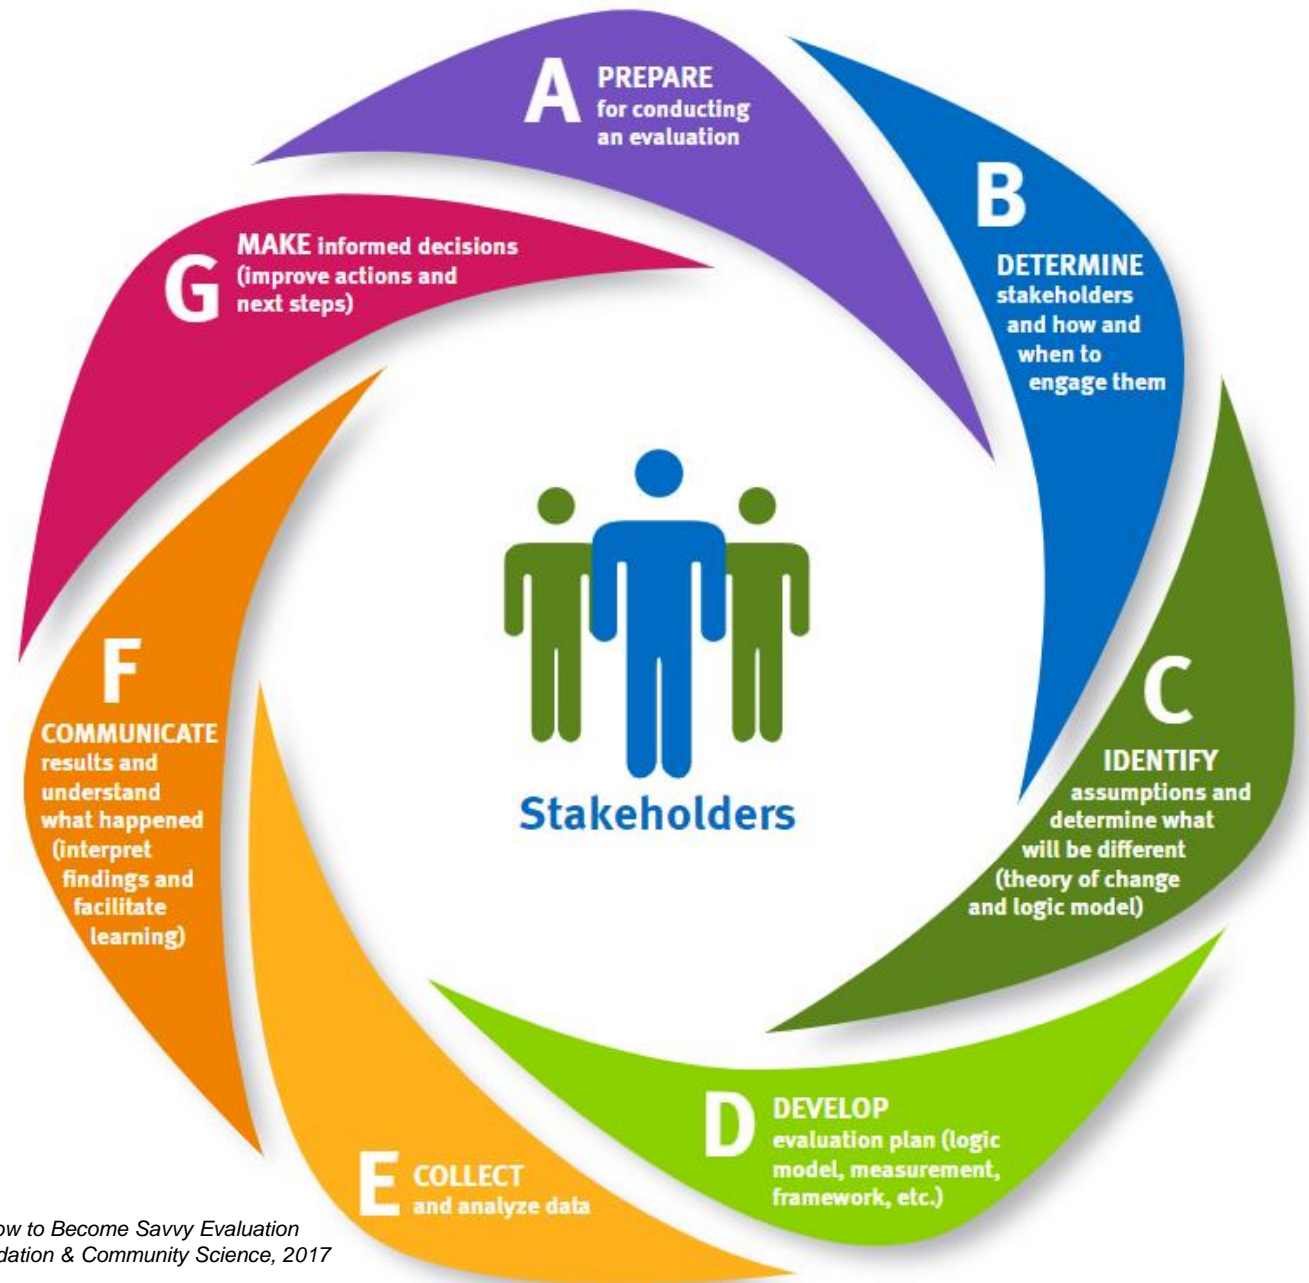 A
PREPARE
for conducting
an evaluation
B
DETERMINE
stakeholders
and how and
when to
engage them
C
IDENTIFY
assumptions and
determine what
will be different
(theory of change
and logic model)
D
DEVELOP
evaluation plan (logic
model, measurement,
framework, etc.)
E
COLLECT
and analyze data
F
COMMUNICATE
results and
understand
what happened
(interpret
findings and
facilitate
learning)
G
MAKE informed decisions
(improve actions and
next steps)
Stakeholders
to Become Savvy Evaluation
& Community Science, 2017